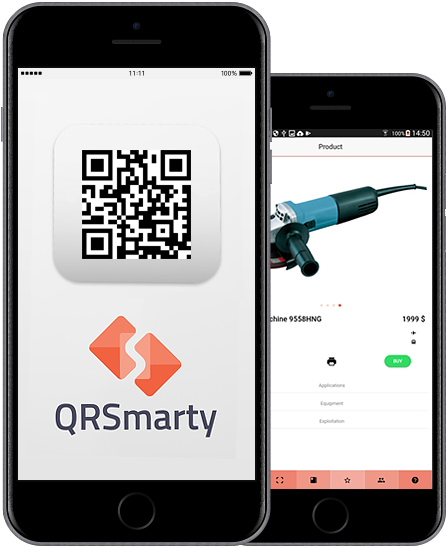 11:11
100%
QRSmarty
100% 14:50
Product
chine 9558HNG
1999 $
BUY
Applications
Equipment
Exploitation